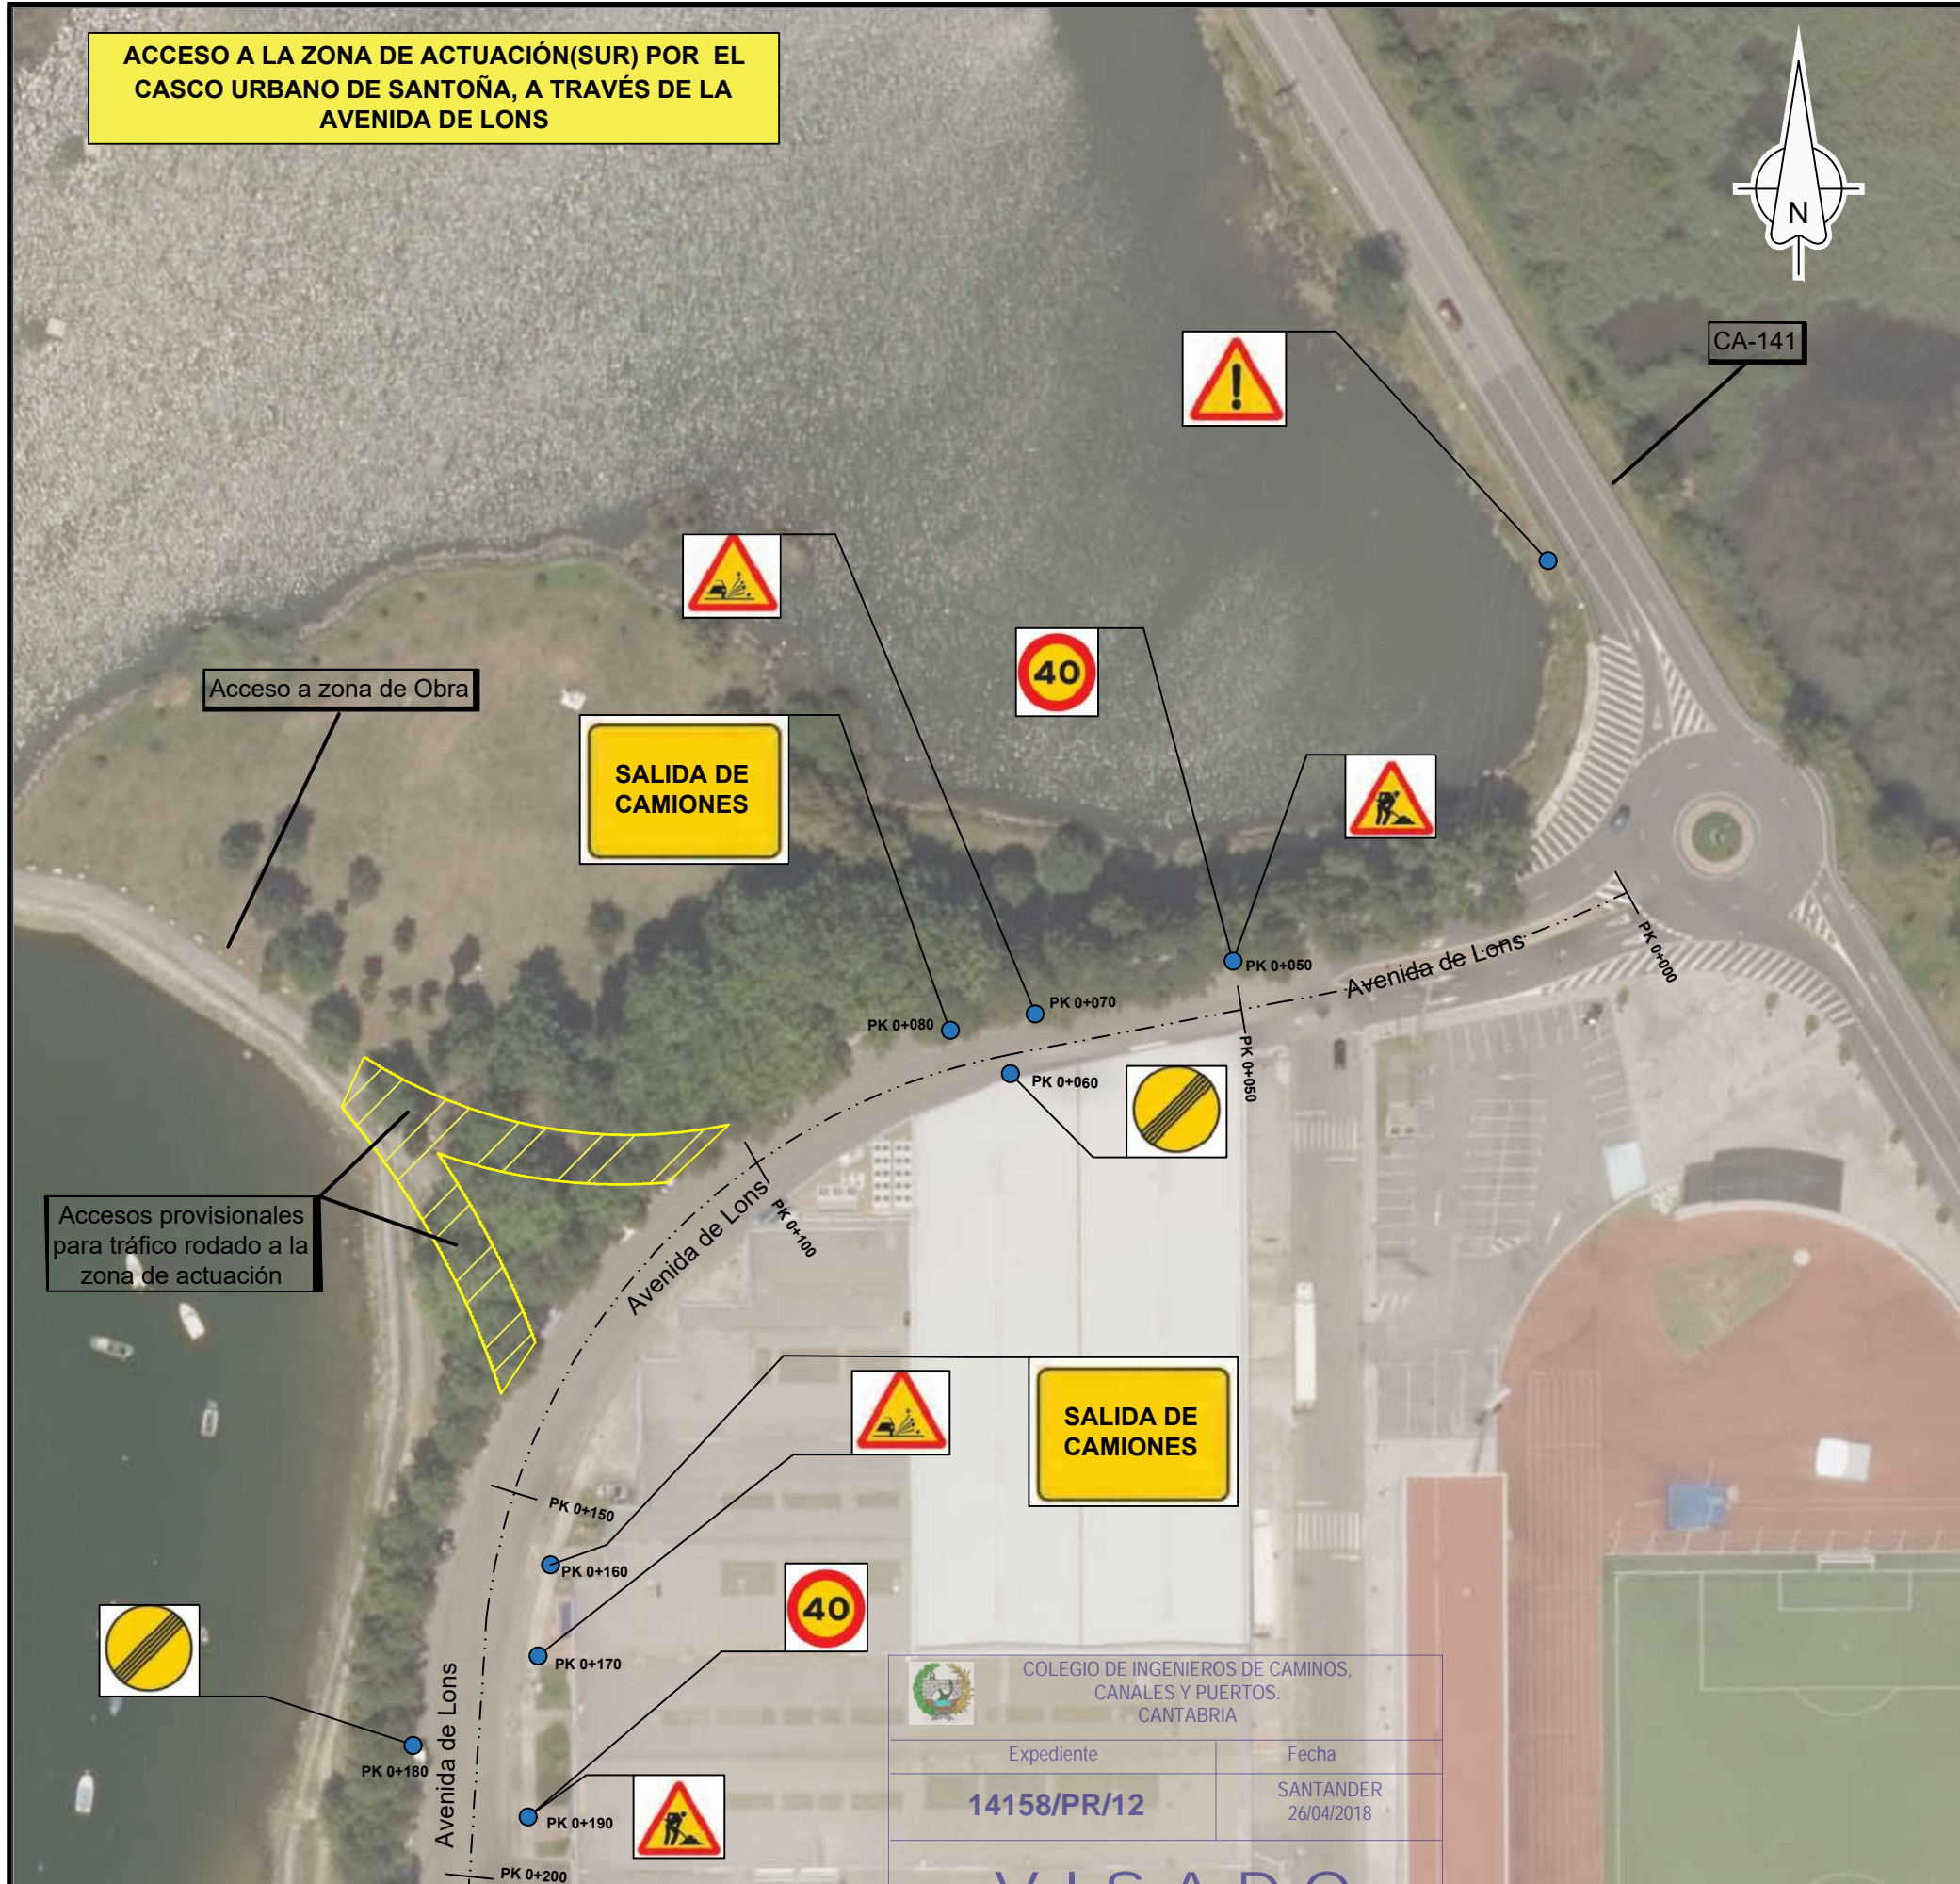 ACCESO A LA ZONA DE ACTUACIÓN(SUR) POR EL
CASCO URBANO DE SANTOÑA, A TRAVÉS DE LA
AVENIDA DE LONS
N
CA-141
Acceso a zona de Obra
40
SALIDA DE
CAMIONES
PK 0+000
Avenida de Lons
PK 0+050
PK 0+050
PK 0+070
PK 0+080
PK 0+060
PK 0+100
Avenida de Lons
Accesos provisionales
para tráfico rodado a la
zona de actuación
SALIDA DE
CAMIONES
PK 0+150
PK 0+160
40
PK 0+170
Avenida de Lons
PK 0+180
PK 0+190
PK 0+200
COLEGIO DE INGENIEROS DE CAMINOS,
CANALES Y PUERTOS.
CANTABRIA
Expediente
Fecha
14158/PR/12
SANTANDER
26/04/2018
VISADO